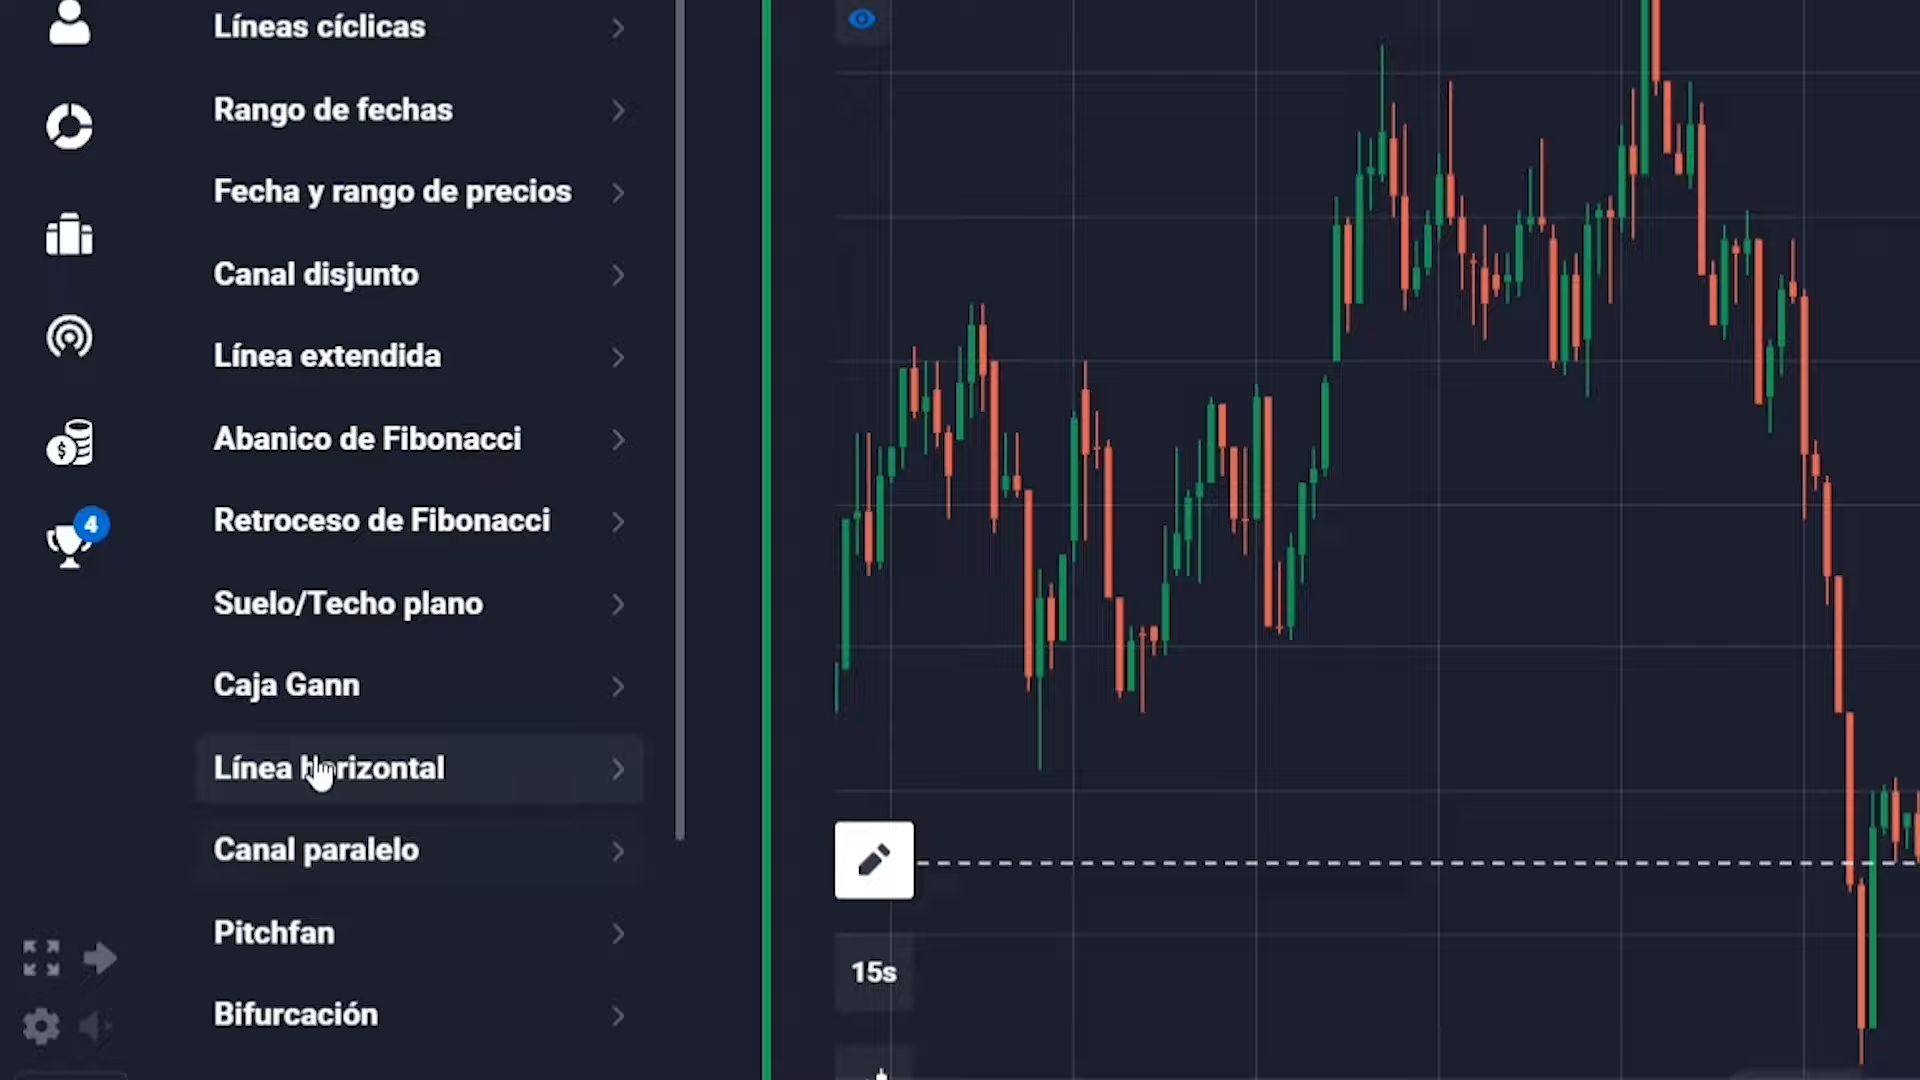 Líneas cíclicas
Rango de fechas
Fecha y rango de precios
Canal disjunto
Línea extendida
Abanico de Fibonacci
Retroceso de Fibonacci
4
Suelo/Techo plano
Caja Gann
Línea horizontal
Canal paralelo
Pitchfan
Bifurcación
15s